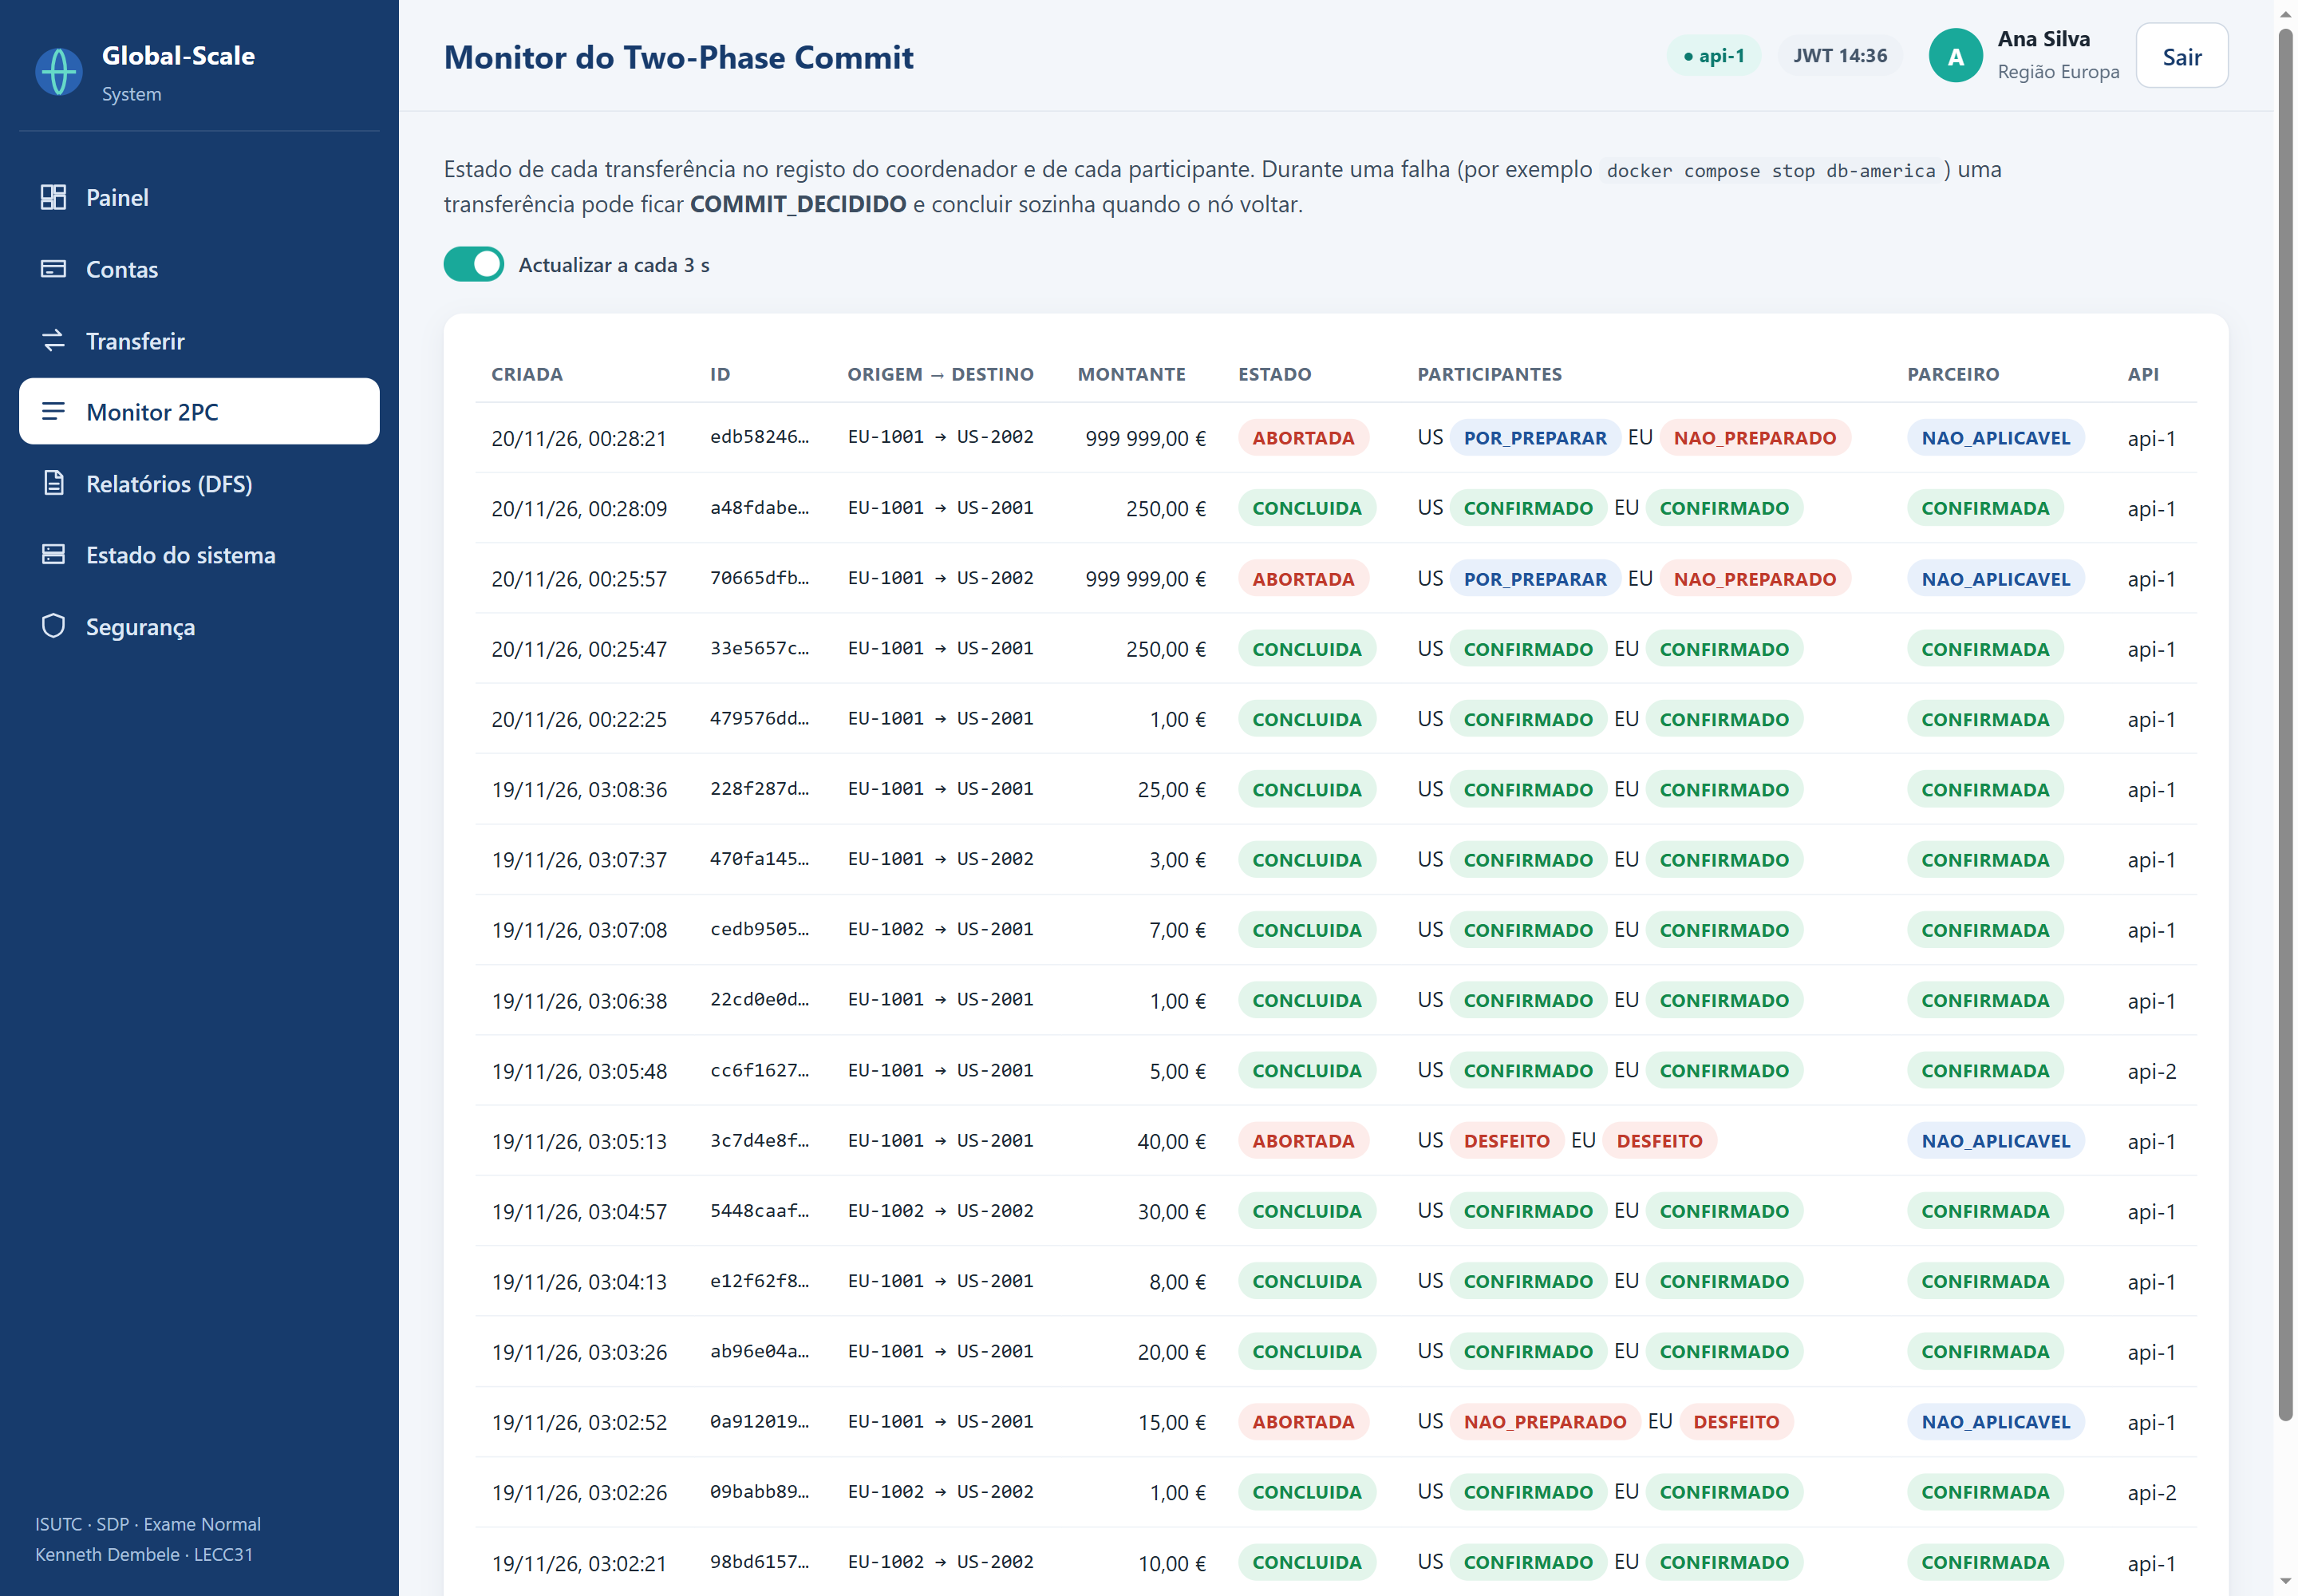 Global-Scale
System
Painel
Contas
Transferir
Monitor 2PC
Relatórios (DFS)
Estado do sistema
Segurança
ISUTC · SDP · Exame Normal
Kenneth Dembele · LECC31
Monitor do Two-Phase Commit
• api-1
JWT 14:36
A
Ana Silva
Região Europa
Sair
Estado de cada transferência no registo do coordenador e de cada participante. Durante uma falha (por exemplo docker compose stop db-america ) uma
transferência pode ficar COMMIT_DECIDIDO e concluir sozinha quando o nó voltar.
Actualizar a cada 3 s
CRIADA ID ORIGEM → DESTINO MONTANTE ESTADO PARTICIPANTES PARCEIRO API
20/11/26, 00:28:21 edb58246… EU-1001 → US-2002 999 999,00 € ABORTADA US POR_PREPARAR EU NAO_PREPARADO NAO_APLICAVEL api-1
20/11/26, 00:28:09 a48fdabe… EU-1001 → US-2001 250,00 € CONCLUIDA US CONFIRMADO EU CONFIRMADO CONFIRMADA api-1
20/11/26, 00:25:57 70665dfb… EU-1001 → US-2002 999 999,00 € ABORTADA US POR_PREPARAR EU NAO_PREPARADO NAO_APLICAVEL api-1
20/11/26, 00:25:47 33e5657c… EU-1001 → US-2001 250,00 € CONCLUIDA US CONFIRMADO EU CONFIRMADO CONFIRMADA api-1
20/11/26, 00:22:25 479576dd… EU-1001 → US-2001 1,00 € CONCLUIDA US CONFIRMADO EU CONFIRMADO CONFIRMADA api-1
19/11/26, 03:08:36 228f287d… EU-1001 → US-2001 25,00 € CONCLUIDA US CONFIRMADO EU CONFIRMADO CONFIRMADA api-1
19/11/26, 03:07:37 470fa145… EU-1001 → US-2002 3,00 € CONCLUIDA US CONFIRMADO EU CONFIRMADO CONFIRMADA api-1
19/11/26, 03:07:08 cedb9505… EU-1002 → US-2001 7,00 € CONCLUIDA US CONFIRMADO EU CONFIRMADO CONFIRMADA api-1
19/11/26, 03:06:38 22cd0e0d… EU-1001 → US-2001 1,00 € CONCLUIDA US CONFIRMADO EU CONFIRMADO CONFIRMADA api-1
19/11/26, 03:05:48 cc6f1627… EU-1001 → US-2001 5,00 € CONCLUIDA US CONFIRMADO EU CONFIRMADO CONFIRMADA api-2
19/11/26, 03:05:13 3c7d4e8f… EU-1001 → US-2001 40,00 € ABORTADA US DESFEITO EU DESFEITO NAO_APLICAVEL api-1
19/11/26, 03:04:57 5448caaf… EU-1002 → US-2002 30,00 € CONCLUIDA US CONFIRMADO EU CONFIRMADO CONFIRMADA api-1
19/11/26, 03:04:13 e12f62f8… EU-1001 → US-2001 8,00 € CONCLUIDA US CONFIRMADO EU CONFIRMADO CONFIRMADA api-1
19/11/26, 03:03:26 ab96e04a… EU-1001 → US-2001 20,00 € CONCLUIDA US CONFIRMADO EU CONFIRMADO CONFIRMADA api-1
19/11/26, 03:02:52 0a912019… EU-1001 → US-2001 15,00 € ABORTADA US NAO_PREPARADO EU DESFEITO NAO_APLICAVEL api-1
19/11/26, 03:02:26 09babb89… EU-1002 → US-2002 1,00 € CONCLUIDA US CONFIRMADO EU CONFIRMADO CONFIRMADA api-2
19/11/26, 03:02:21 98bd6157… EU-1002 → US-2002 10,00 € CONCLUIDA US CONFIRMADO EU CONFIRMADO CONFIRMADA api-1